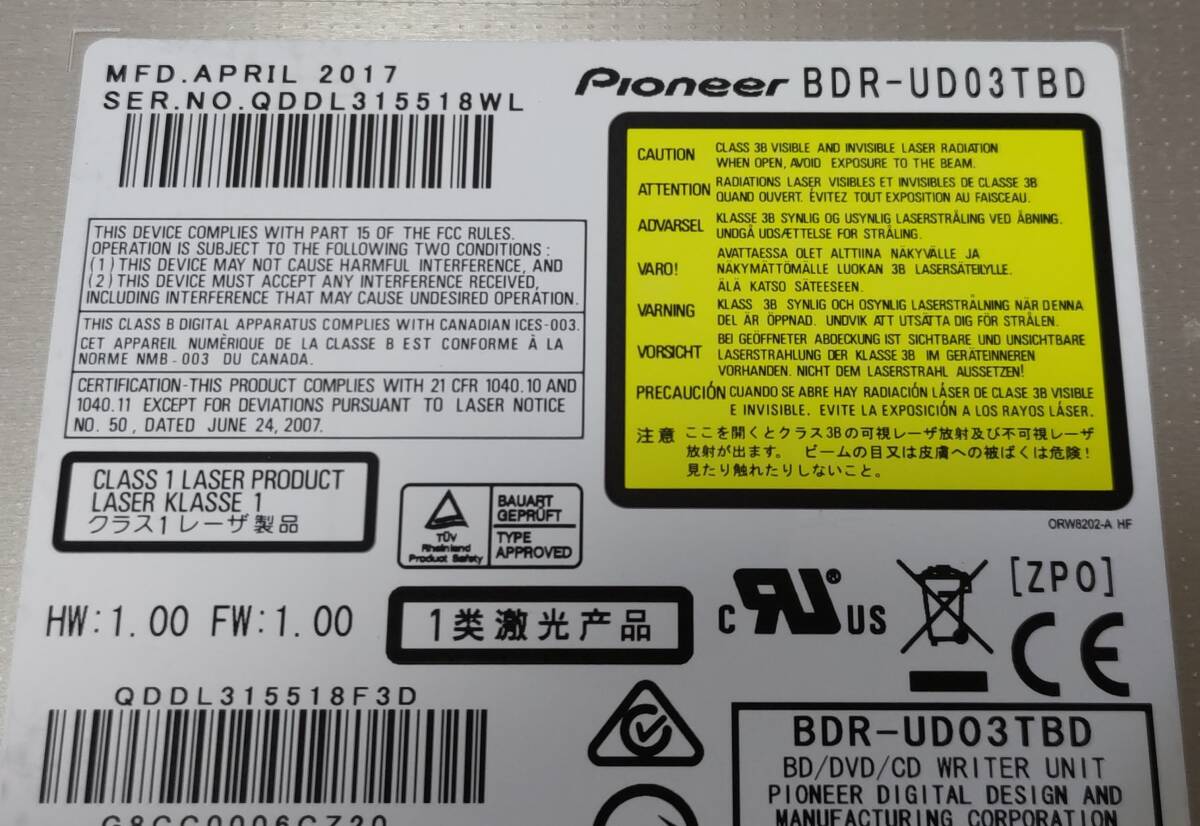 MFD.APRIL 2017
SER.NO.QDDL315518WL
Pioneer BDR-UD03TBD
THIS DEVICE COMPLIES WITH PART 15 OF THE FCC RULES.
OPERATION IS SUBJECT TO THE FOLLOWING TWO CONDITIONS :
(1) THIS DEVICE MAY NOT CAUSE HARMFUL INTERFERENCE, AND
(2) THIS DEVICE MUST ACCEPT ANY INTERFERENCE RECEIVED,
INCLUDING INTERFERENCE THAT MAY CAUSE UNDESIRED OPERATION.
THIS CLASS B DIGITAL APPARATUS COMPLIES WITH CANADIAN ICES-003.
CET APPAREIL NUMÉRIQUE DE LA CLASSE B EST CONFORME À LA
NORME NMB-003 DU CANADA.
CERTIFICATION-THIS PRODUCT COMPLIES WITH 21 CFR 1040.10 AND
1040.11 EXCEPT FOR DEVIATIONS PURSUANT TO LASER NOTICE
NO. 50, DATED JUNE 24, 2007.
CAUTION CLASS 3B VISIBLE AND INVISIBLE LASER RADIATION
WHEN OPEN, AVOID EXPOSURE TO THE BEAM.
ATTENTION RADIATIONS LASER VISIBLES ET INVISIBLES DE CLASSE 3B
QUAND OUVERT. ÉVITEZ TOUT EXPOSITION AU FAISCEAU.
ADVARSEL KLASSE 3B SYNLIG OG USYNLIG LASERSTRÅLING VED ÅBNING.
UNDGÅ UDSÆTTELSE FOR STRÅLING.
VARO! AVATTAESSA OLET ALTTIINA NÄKYVÄLLE JA
NÄKYMÄTTÖMÄLLE LUOKAN 3B LASERSÄTEILYLLE.
ÄLÄ KATSO SÄTEESEEN.
VARNING KLASS 3B SYNLIG OCH OSYNLIG LASERSTRÅLNING NÄR DENNA
DEL ÄR ÖPPNAD. UNDVIK ATT UTSÄTTA DIG FÖR STRÅLEN.
VORSICHT BEI GEÖFFNETER ABDECKUNG IST SICHTBARE UND UNSICHTBARE
LASERSTRAHLUNG DER KLASSE 3B IM GERÄTEINNEREN
VORHANDEN. NICHT DEM LASERSTRAHL AUSSETZEN!
PRECAUCIÓN CUANDO SE ABRE HAY RADIACIÓN LÁSER DE CLASE 3B VISIBLE
E INVISIBLE. EVITE LA EXPOSICIÓN A LOS RAYOS LÁSER.
注意 ここを開くとクラス3Bの可視レーザ放射及び不可視レーザ
放射が出ます。 ビームの目又は皮膚への被ばくは危険!
見たり触れたりしないこと。
ORW8202-A HF
CLASS 1 LASER PRODUCT
LASER KLASSE 1
クラス1 レーザ製品
TÜV
Rheinland
Product Safety
BAUART
GEPRÜFT
TYPE
APPROVED
HW:1.00 FW:1.00
1类激光产品
C RU ® US
[ZPO]
CE
QDDL315518F3D
G8CC0006CZ20
BDR-UD03TBD
BD/DVD/CD WRITER UNIT
PIONEER DIGITAL DESIGN AND
MANUFACTURING CORPORATION